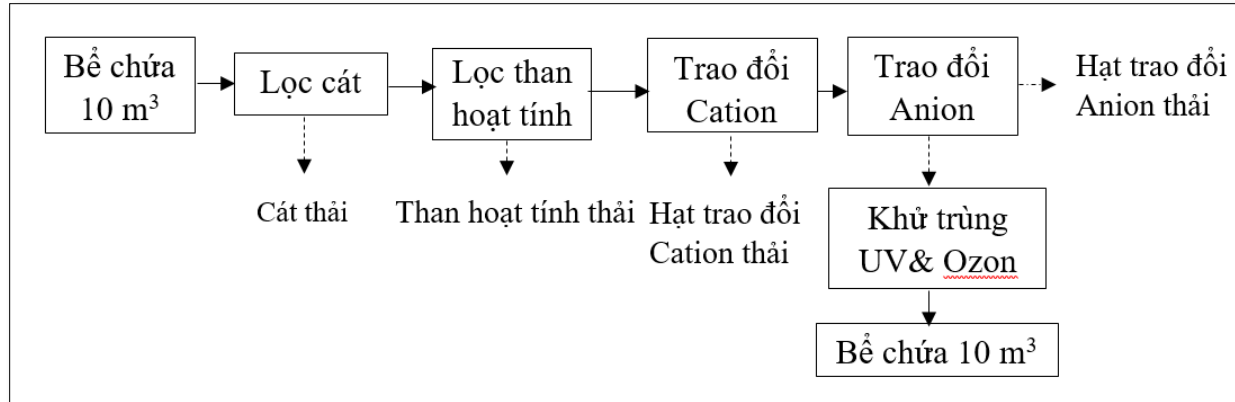 Bể chứa
10 m³
Lọc cát
Lọc than
hoạt tính
Trao đổi
Cation
Trao đổi
Anion
Hạt trao đổi
Anion thải
Cát thải
Than hoạt tính thải
Hạt trao đổi
Cation thải
Khử trùng
UV& Ozon
Bể chứa 10 m³